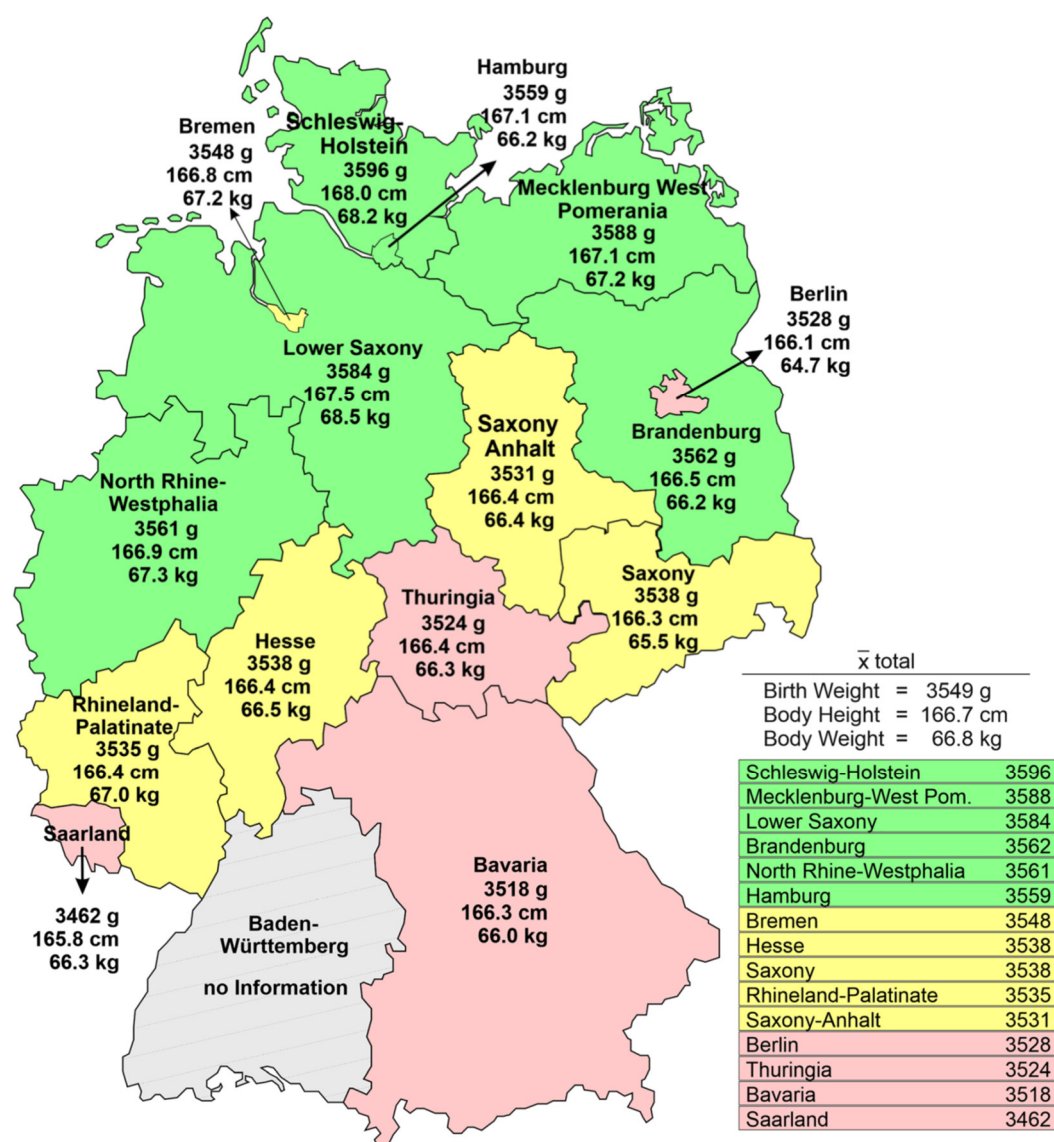 Hamburg
3559 g
167.1 cm
66.2 kg
Bremen
3548 g
166.8 cm
67.2 kg
Schleswig-
Holstein
3596 g
168.0 cm
68.2 kg
Mecklenburg West
Pomerania
3588 g
167.1 cm
67.2 kg
Berlin
3528 g
166.1 cm
64.7 kg
Lower Saxony
3584 g
167.5 cm
68.5 kg
Saxony
Anhalt
3531 g
166.4 cm
66.4 kg
Brandenburg
3562 g
166.5 cm
66.2 kg
North Rhine-
Westphalia
3561 g
166.9 cm
67.3 kg
Thuringia
3524 g
166.4 cm
66.3 kg
Saxony
3538 g
166.3 cm
65.5 kg
Hesse
3538 g
166.4 cm
66.5 kg
Rhineland-
Palatinate
3535 g
166.4 cm
67.0 kg
Saarland
3462 g
165.8 cm
66.3 kg
Bavaria
3518 g
166.3 cm
66.0 kg
Baden-
Württemberg
no Information
x̅ total
Birth Weight = 3549 g
Body Height = 166.7 cm
Body Weight = 66.8 kg
Schleswig-Holstein 3596
Mecklenburg-West Pom. 3588
Lower Saxony 3584
Brandenburg 3562
North Rhine-Westphalia 3561
Hamburg 3559
Bremen 3548
Hesse 3538
Saxony 3538
Rhineland-Palatinate 3535
Saxony-Anhalt 3531
Berlin 3528
Thuringia 3524
Bavaria 3518
Saarland 3462